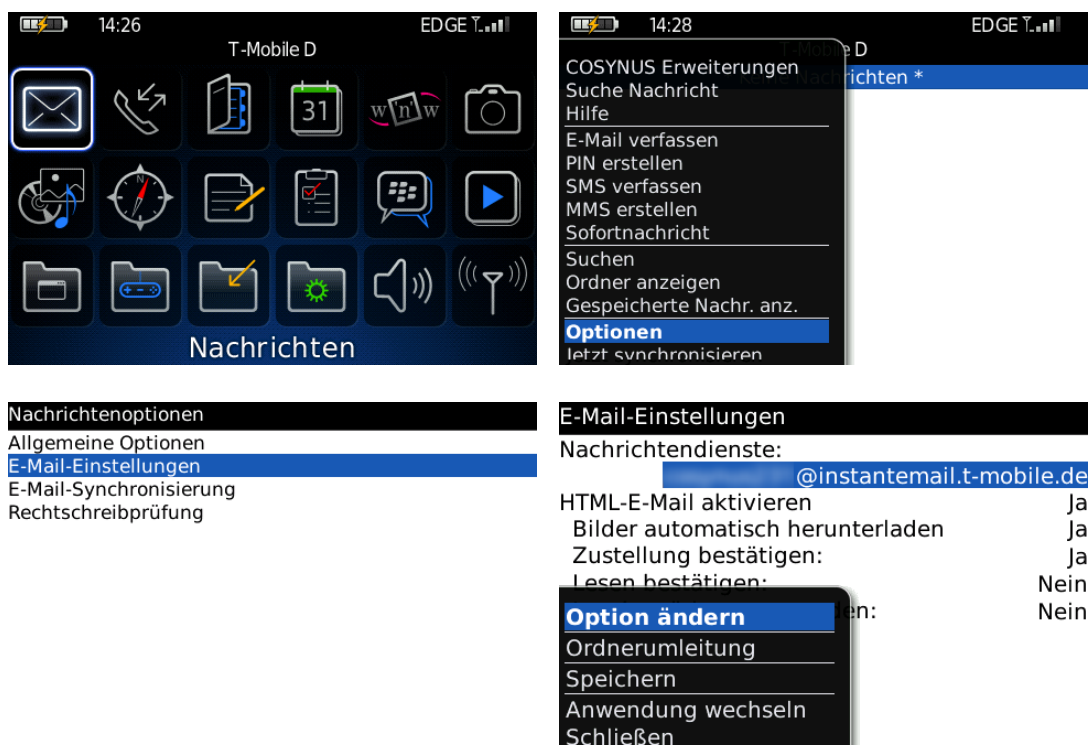 14:26
EDGE
T-Mobile D
31
w'n'w
Nachrichten
14:28
EDGE
D
richten *
COSYNUS Erweiterungen
Suche Nachricht
Hilfe
E-Mail verfassen
PIN erstellen
SMS verfassen
MMS erstellen
Sofortnachricht
Suchen
Ordner anzeigen
Gespeicherte Nachr. anz.
Optionen
Jetzt synchronisieren
Nachrichtenoptionen
Allgemeine Optionen
E-Mail-Einstellungen
E-Mail-Synchronisierung
Rechtschreibprüfung
E-Mail-Einstellungen
Nachrichtendienste:
@instantemail.t-mobile.de
HTML-E-Mail aktivieren Ja
Bilder automatisch herunterladen Ja
Zustellung bestätigen: Ja
Lesen bestätigen: Nein
en: Nein
Option ändern
Ordnerumleitung
Speichern
Anwendung wechseln
Schließen